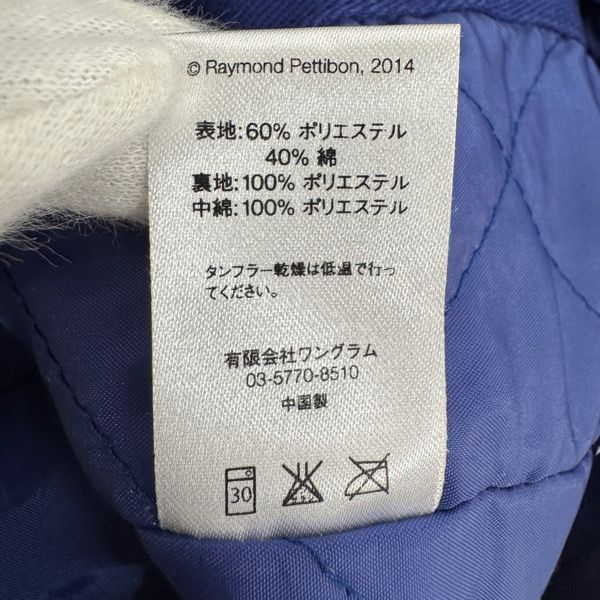 © Raymond Pettibon, 2014
表地:60% ポリエステル
40% 綿
裏地:100% ポリエステル
中綿:100% ポリエステル
タンフラー乾燥は低温で行っ
てください。
有限会社ワングラム
03-5770-8510
中国製
30